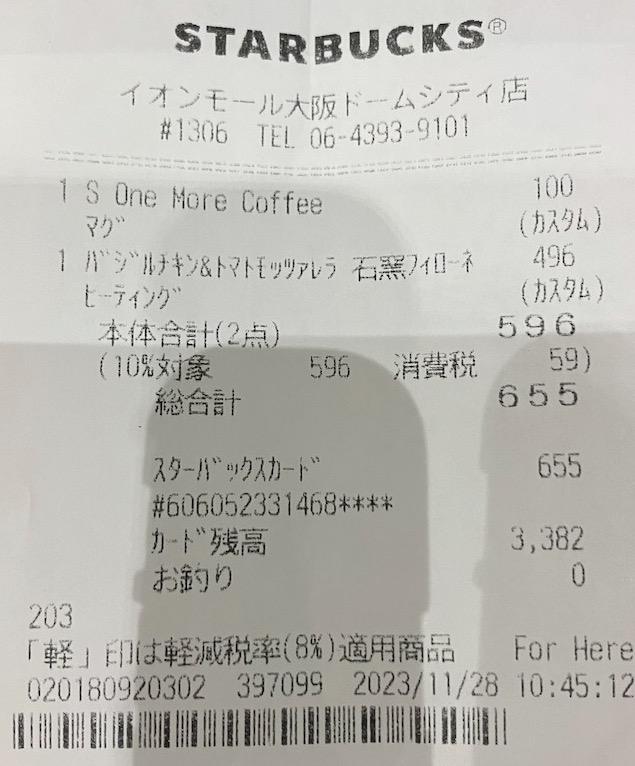 STARBUCKS®
イオンモール大阪ドームシティ店
#1306 TEL 06-4393-9101
1 S One More Coffee 100
マグ (カスタム)
1 バジルチキン&トマトモッツァレラ 石窯フィローネ 496
ヒーティング (カスタム)
本体合計(2点) 596
(10%対象 596 消費税 59)
総合計 655
スターバックスカード 655
#606052331468****
カード残高 3,382
お釣り 0
203
「軽」印は軽減税率(8%)適用商品 For Here
020180920302 397099 2023/11/28 10:45:12